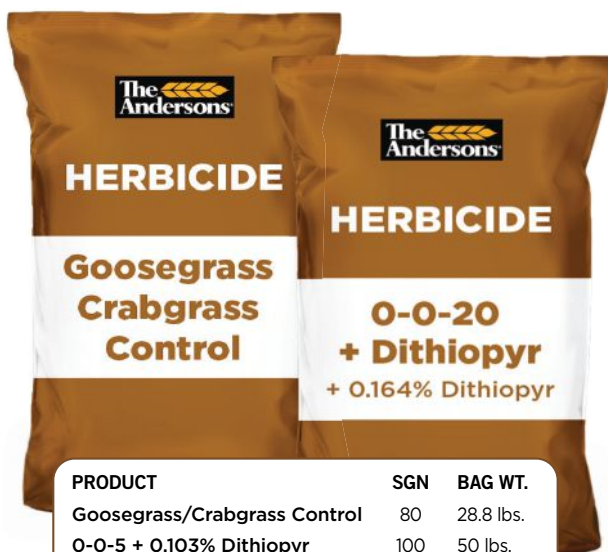 The
Andersons
HERBICIDE
Goosegrass
Crabgrass
Control
The
Andersons
HERBICIDE
0-0-20
+ Dithiopyr
+ 0.164% Dithiopyr
PRODUCT SGN BAG WT.
Goosegrass/Crabgrass Control 80 28.8 lbs.
0-0-5 + 0.103% Dithiopyr 100 50 lbs.